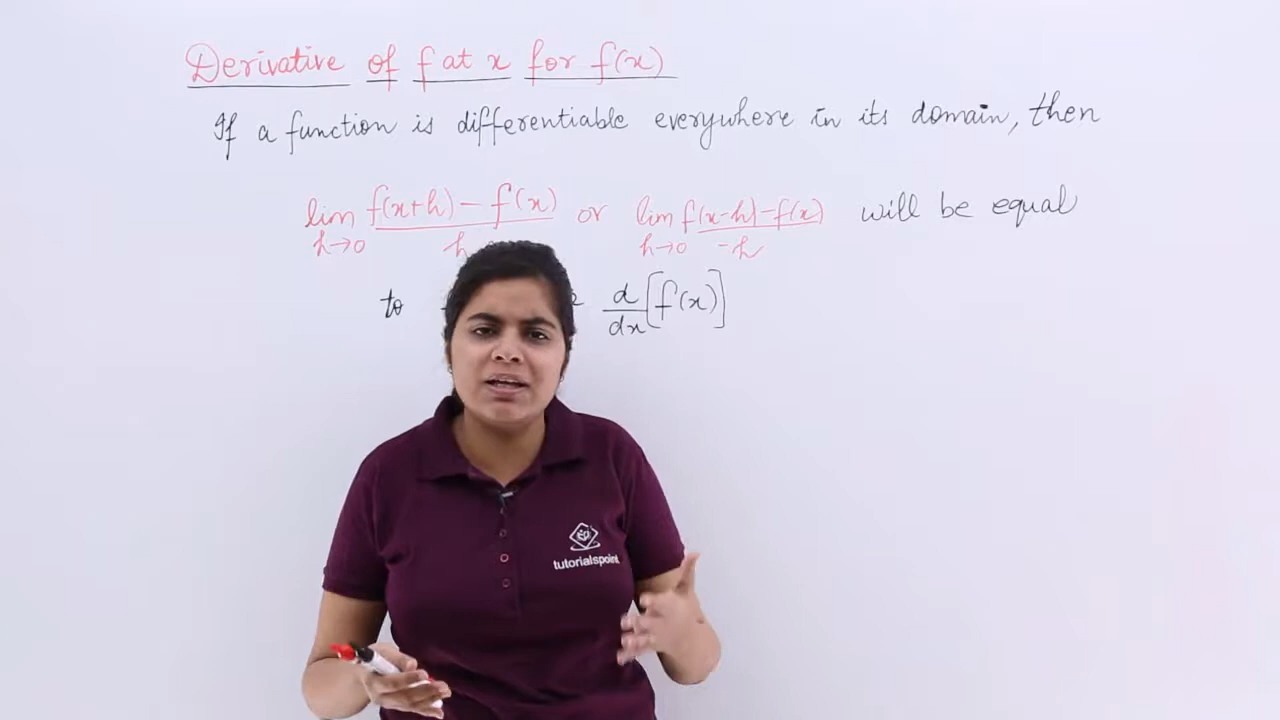 Derivative of f at x for f(x)
If a function is differentiable everywhere in its domain, then
lim h→0 f(x+h) - f(x) / h or lim h→0 f(x-h)-f(x) / -h will be equal
to d/dx [f(x)]
tutorialspoint